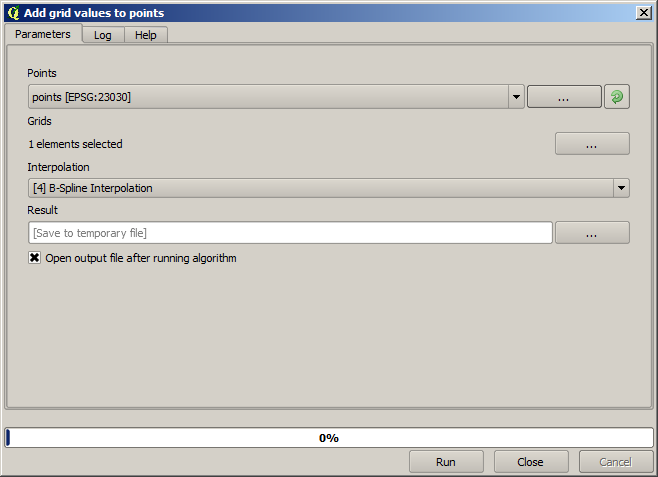 Add grid values to points
Parameters
Log
Help
Points
points [EPSG:23030]
...
Grids
1 elements selected
...
Interpolation
[4] B-Spline Interpolation
Result
[Save to temporary file]
...
Open output file after running algorithm
0%
Run
Close
Cancel